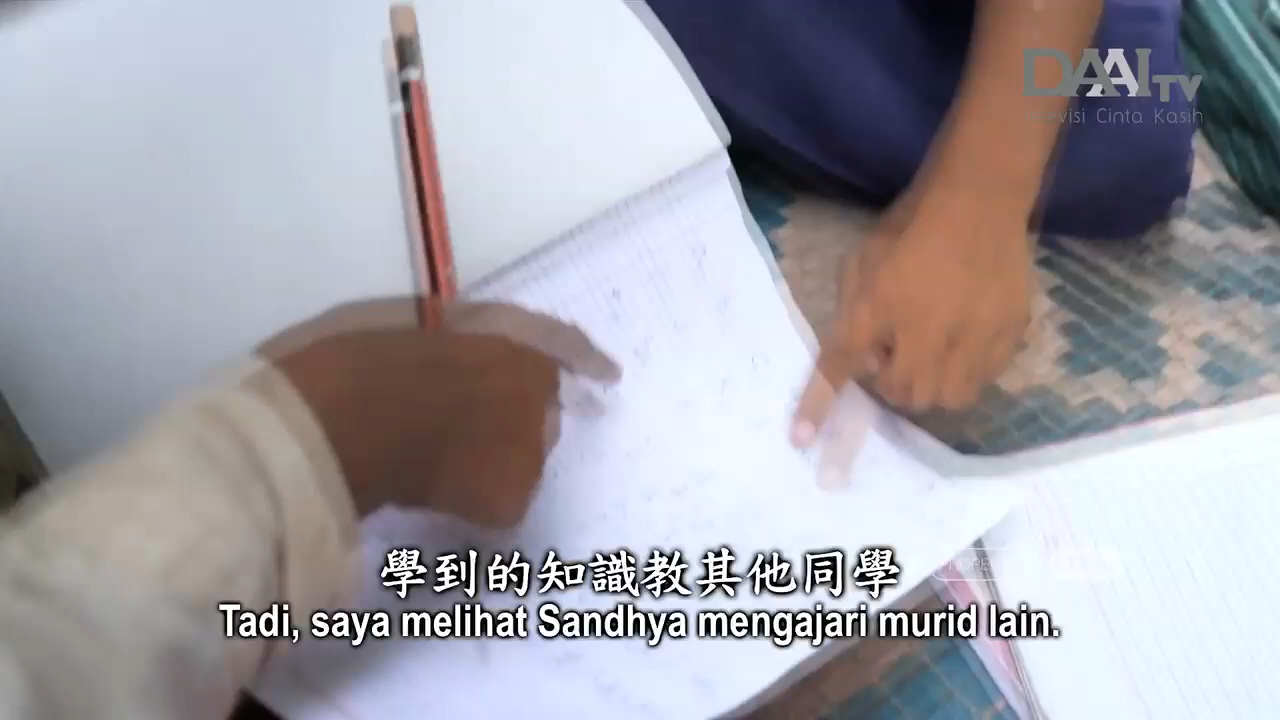 DAAI TV
Televisi Cinta Kasih
學到的知識教其他同學
Tadi, saya melihat Sandhya mengajari murid lain.